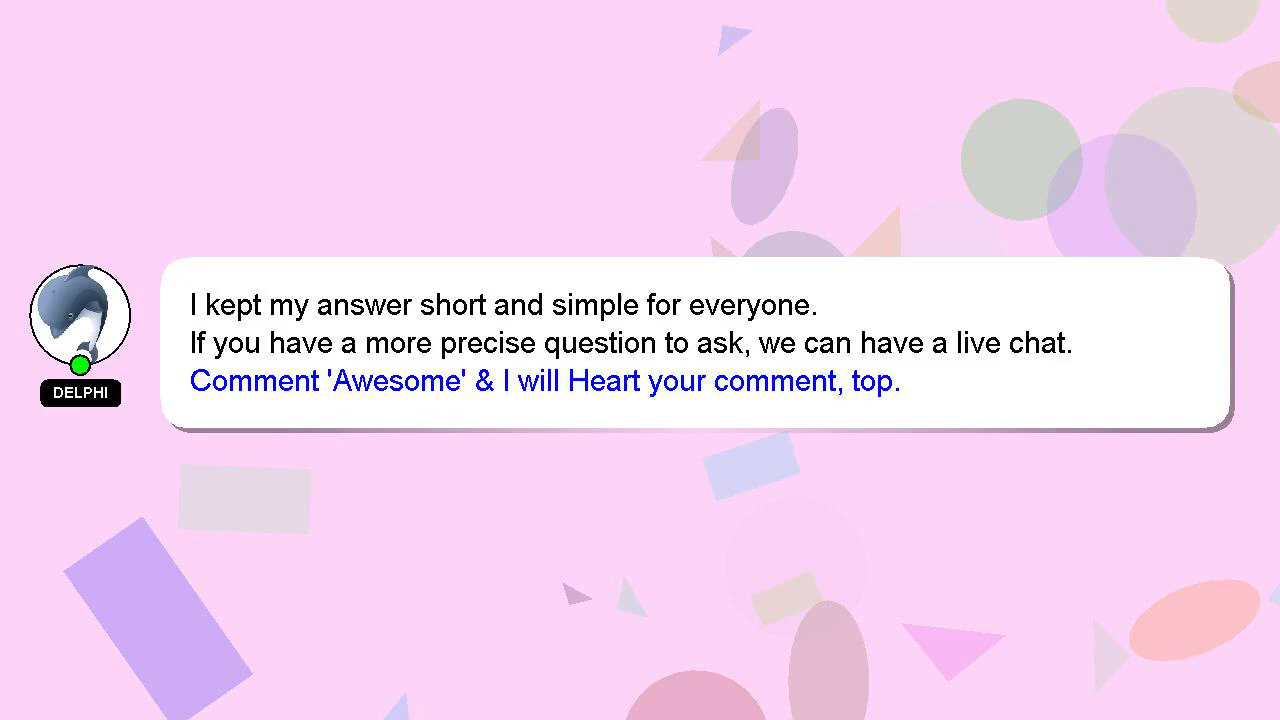 I kept my answer short and simple for everyone.
If you have a more precise question to ask, we can have a live chat.
Comment 'Awesome' & I will Heart your comment, top.
DELPHI